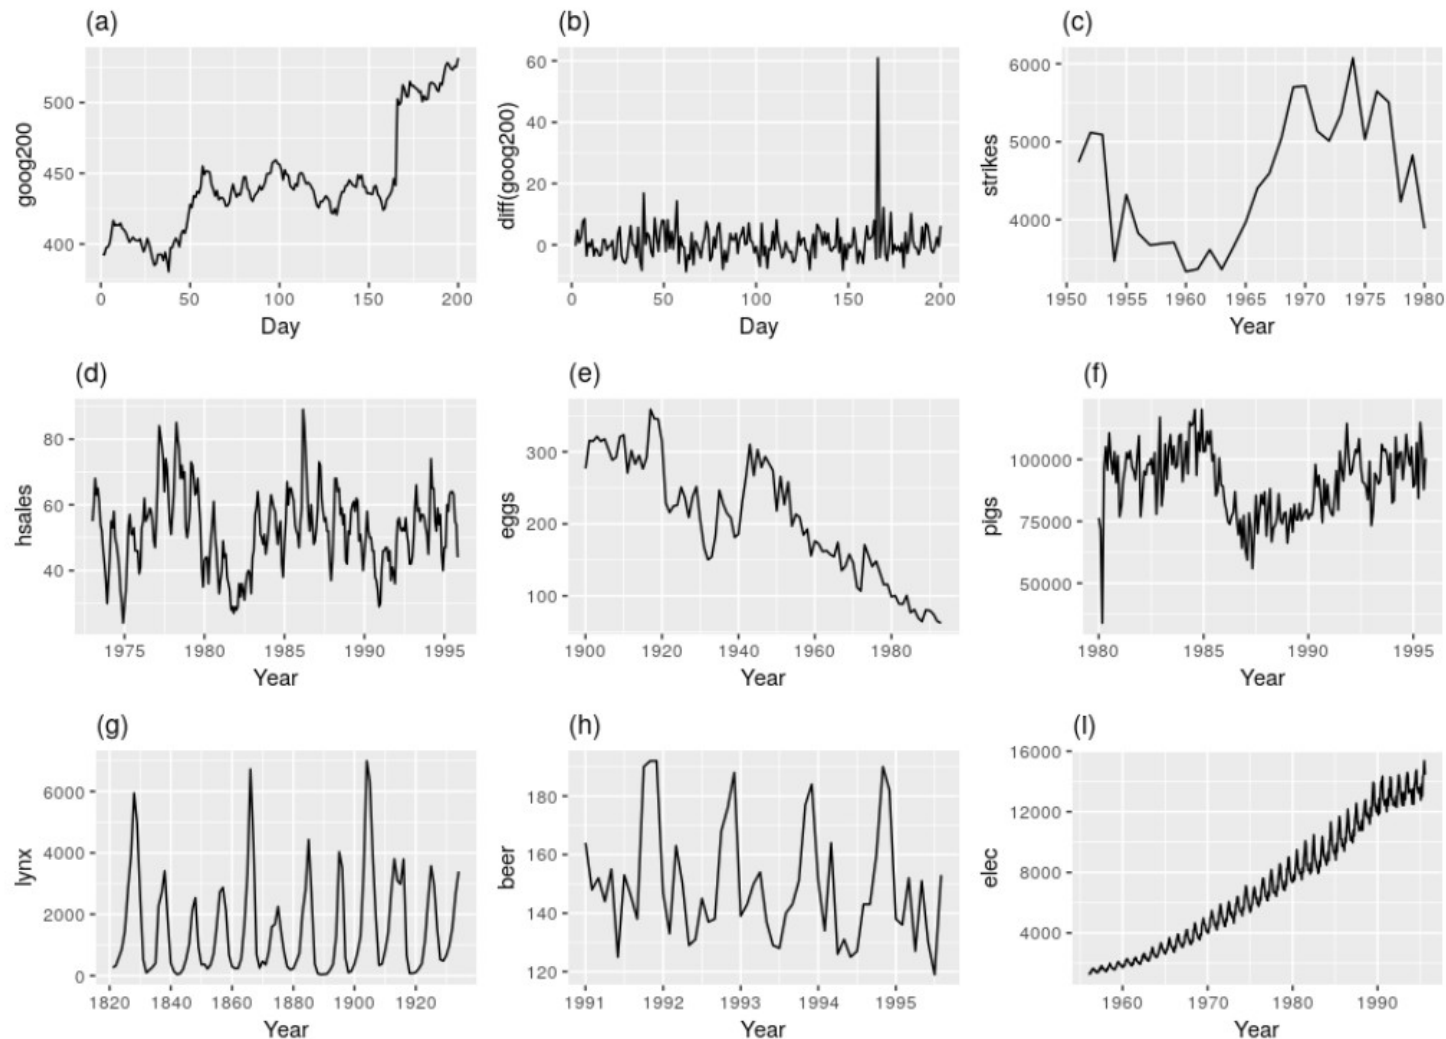 (a)
goog200
500
450
400
0 50 100 150 200
Day
(b)
diff(goog200)
60
40
20
0
0 50 100 150 200
Day
(c)
strikes
6000
5000
4000
1950 1955 1960 1965 1970 1975 1980
Year
(d)
hsales
80
60
40
1975 1980 1985 1990 1995
Year
(e)
eggs
300
200
100
1900 1920 1940 1960 1980
Year
(f)
pigs
100000
75000
50000
1980 1985 1990 1995
Year
(g)
lynx
6000
4000
2000
0
1820 1840 1860 1880 1900 1920
Year
(h)
beer
180
160
140
120
1991 1992 1993 1994 1995
Year
(I)
elec
16000
12000
8000
4000
1960 1970 1980 1990
Year